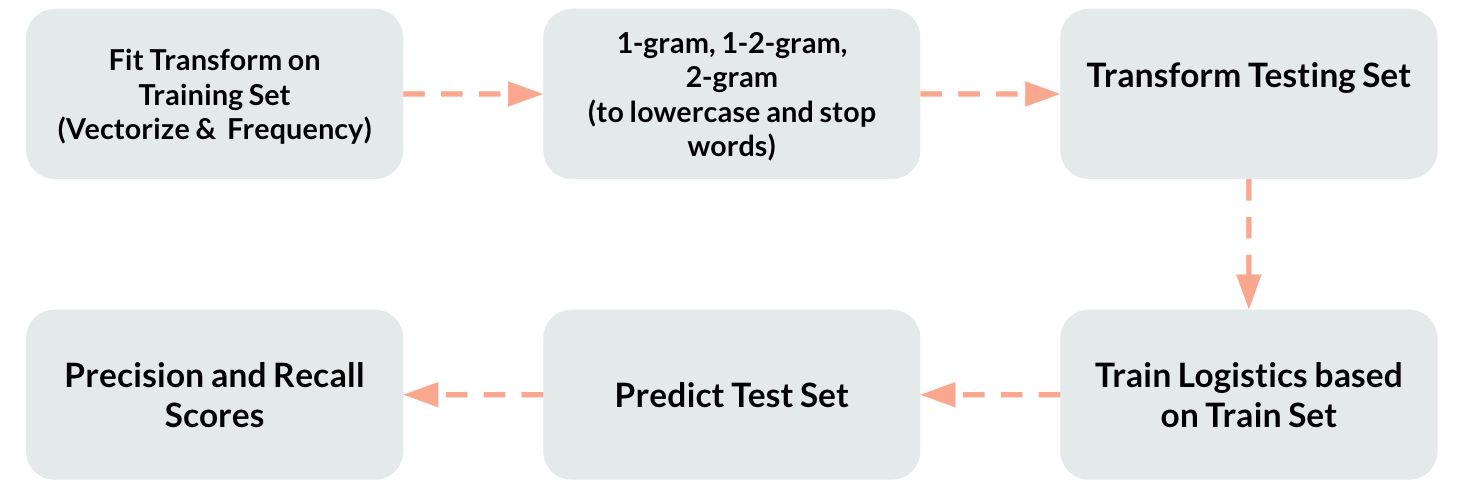 Fit Transform on
Training Set
(Vectorize & Frequency)
1-gram, 1-2-gram,
2-gram
(to lowercase and stop
words)
Transform Testing Set
Train Logistics based
on Train Set
Predict Test Set
Precision and Recall
Scores